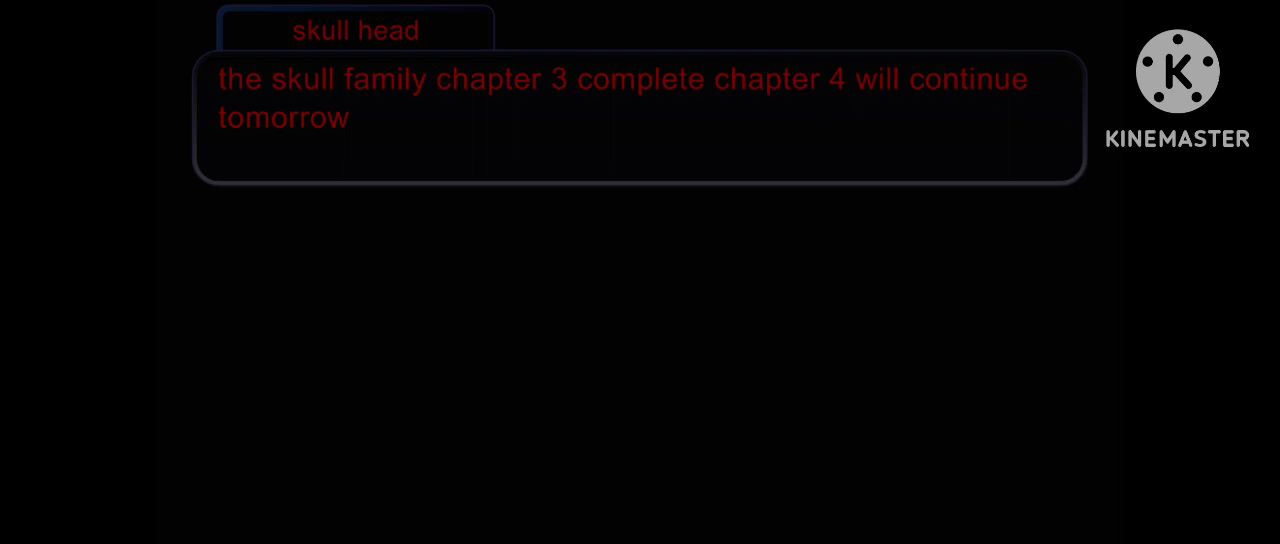 skull head
the skull family chapter 3 complete chapter 4 will continue
tomorrow
K
KINEMASTER